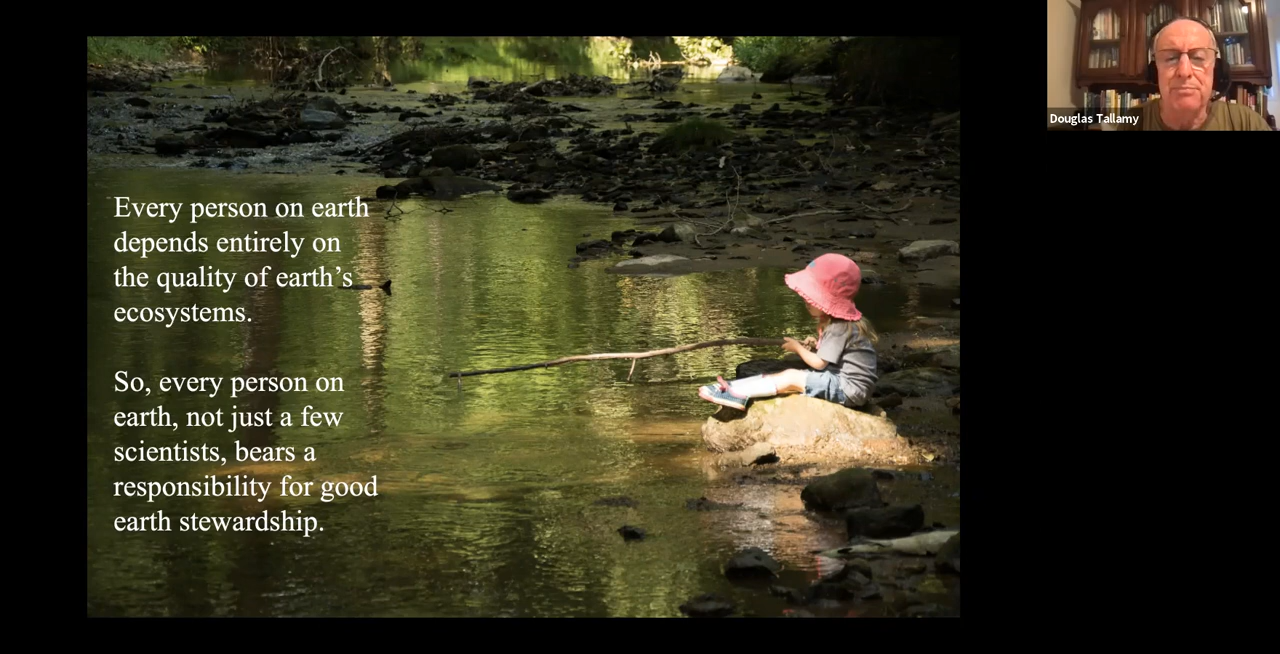 Every person on earth
depends entirely on
the quality of earth’s
ecosystems.
So, every person on
earth, not just a few
scientists, bears a
responsibility for good
earth stewardship.
Douglas Tallamy